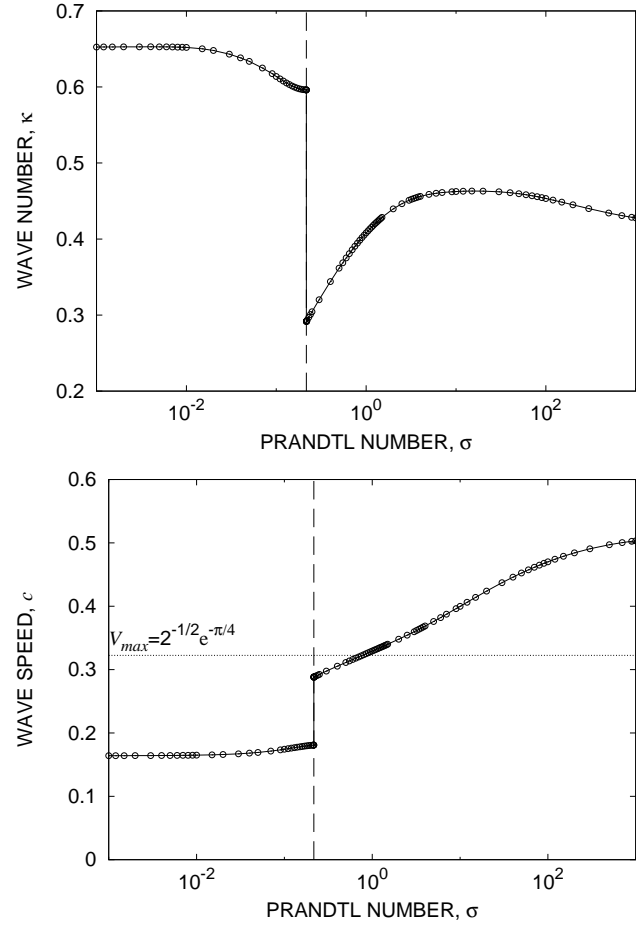 0.7
0.6
0.5
0.4
0.3
0.2
WAVE NUMBER, κ
10⁻² 10⁰ 10²
PRANDTL NUMBER, σ
0.6
0.5
0.4
0.3
0.2
0.1
0
WAVE SPEED, c
V_max=2^{-1/2}e^{-π/4}
10⁻² 10⁰ 10²
PRANDTL NUMBER, σ